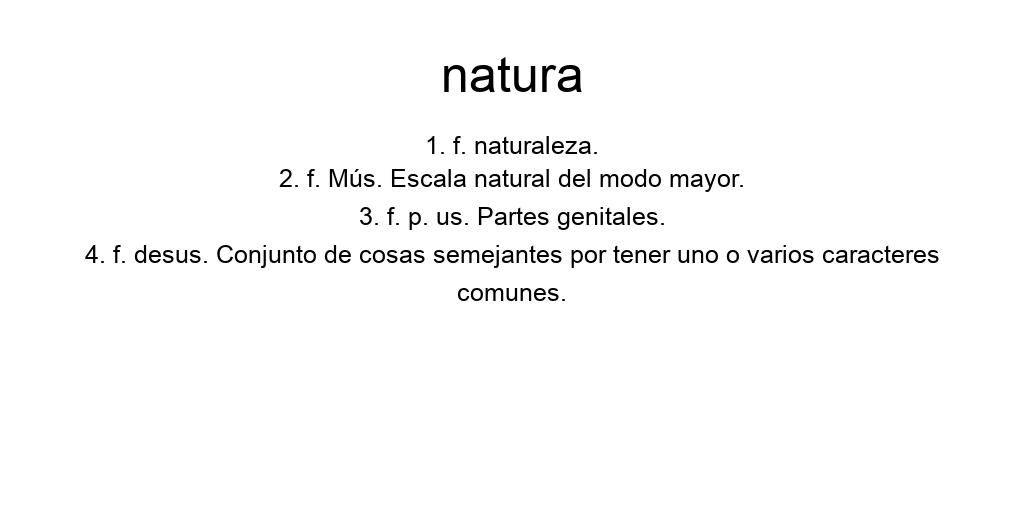 natura
1. f. naturaleza.
2. f. Mús. Escala natural del modo mayor.
3. f. p. us. Partes genitales.
4. f. desus. Conjunto de cosas semejantes por tener uno o varios caracteres
comunes.